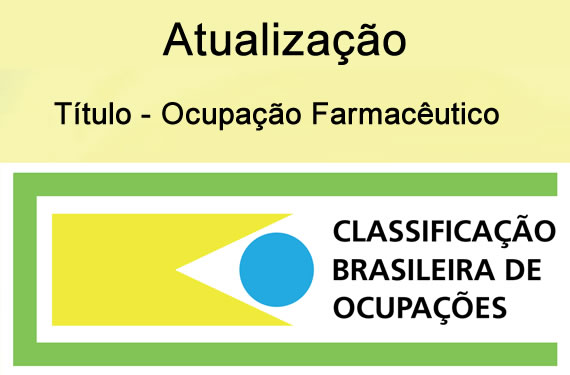 Atualização
Título - Ocupação Farmacêutico
CLASSIFICAÇÃO
BRASILEIRA DE
OCUPAÇÕES